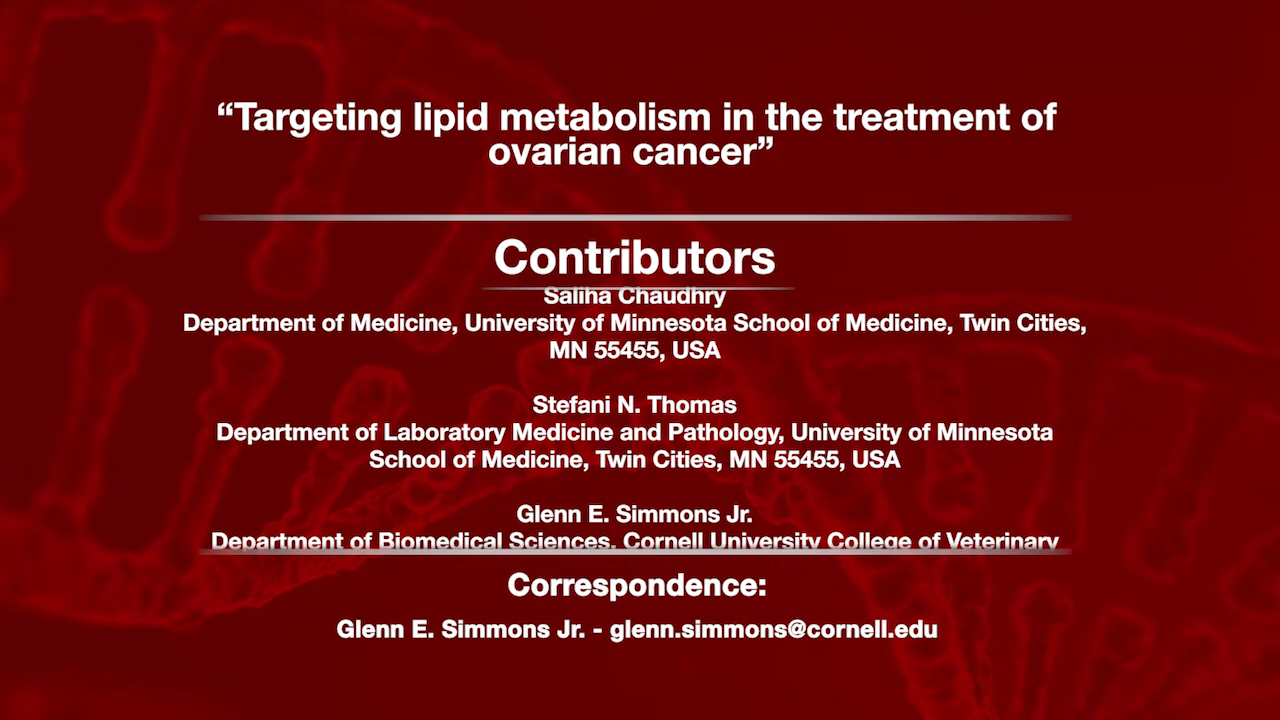 “Targeting lipid metabolism in the treatment of
ovarian cancer”
Contributors
Saliha Chaudhry
Department of Medicine, University of Minnesota School of Medicine, Twin Cities,
MN 55455, USA
Stefani N. Thomas
Department of Laboratory Medicine and Pathology, University of Minnesota
School of Medicine, Twin Cities, MN 55455, USA
Glenn E. Simmons Jr.
Department of Biomedical Sciences, Cornell University College of Veterinary
Correspondence:
Glenn E. Simmons Jr. - glenn.simmons@cornell.edu